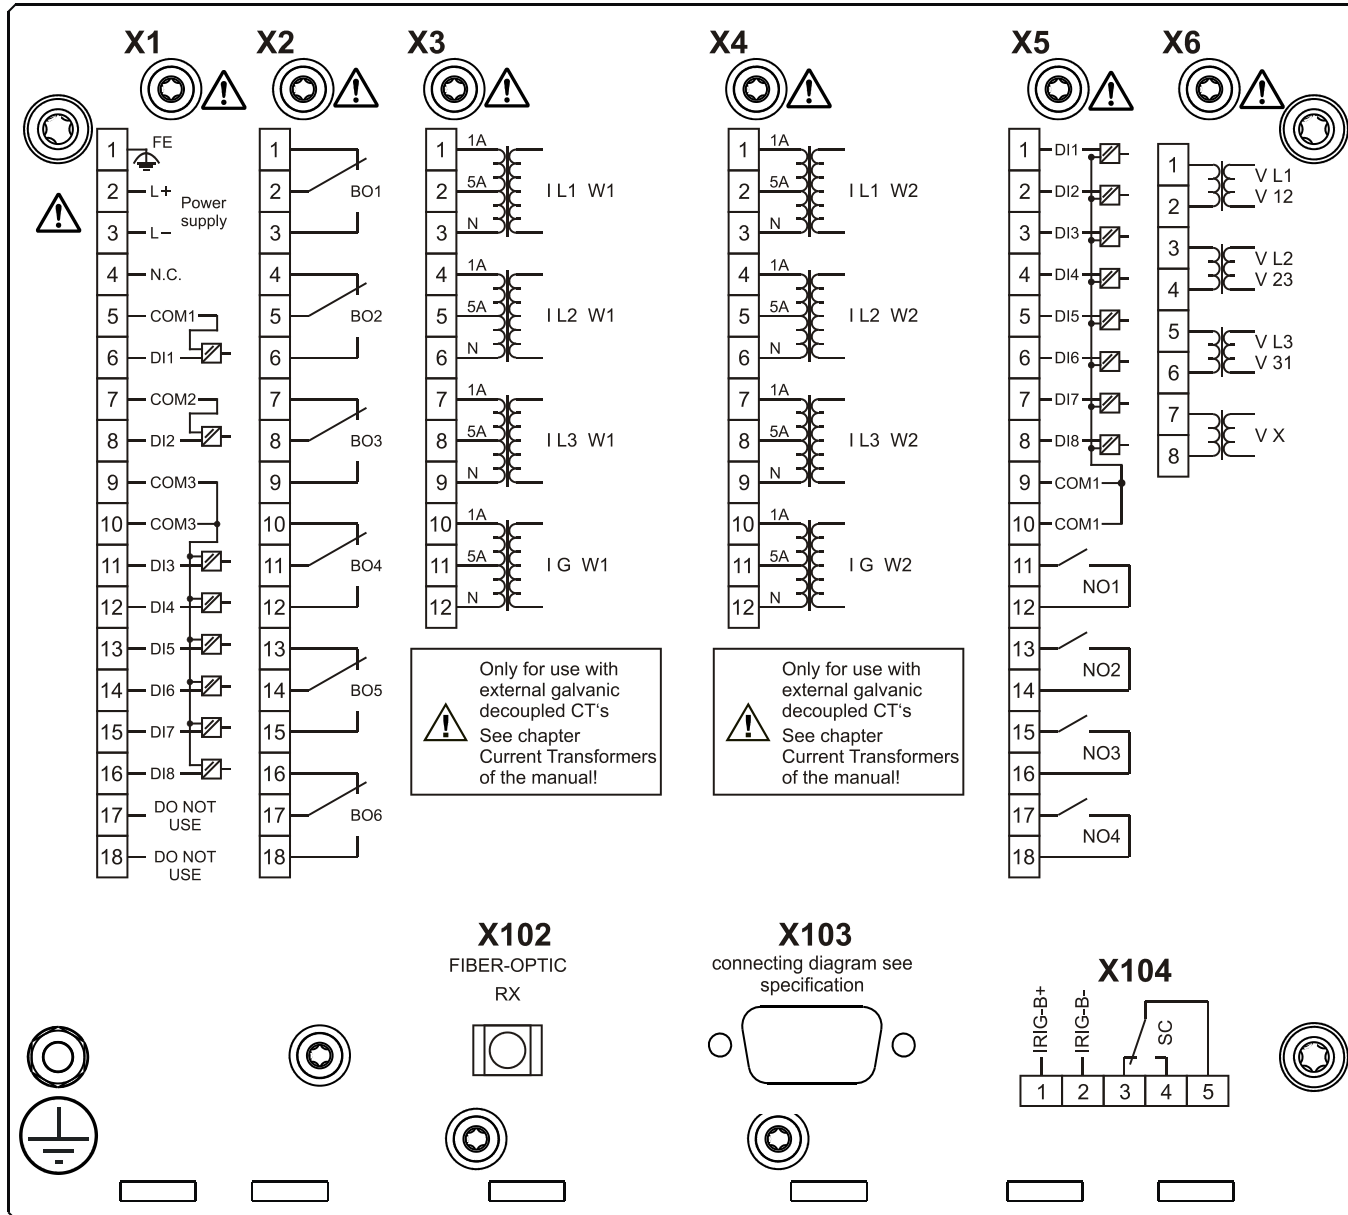 X1
X2
X3
X4
X5
X6
1 FE
2 L+
Power
supply
3 L–
4 N.C.
5 COM1
6 DI1
7 COM2
8 DI2
9 COM3
10 COM3
11 DI3
12 DI4
13 DI5
14 DI6
15 DI7
16 DI8
17 DO NOT
USE
18 DO NOT
USE
1
2 BO1
3
4
5 BO2
6
7
8 BO3
9
10
11 BO4
12
13
14 BO5
15
16
17 BO6
18
1 1A
2 5A I L1 W1
3 N
4 1A
5 5A I L2 W1
6 N
7 1A
8 5A I L3 W1
9 N
10 1A
11 5A I G W1
12 N
Only for use with
external galvanic
decoupled CT‘s
See chapter
Current Transformers
of the manual!
1 1A
2 5A I L1 W2
3 N
4 1A
5 5A I L2 W2
6 N
7 1A
8 5A I L3 W2
9 N
10 1A
11 5A I G W2
12 N
Only for use with
external galvanic
decoupled CT‘s
See chapter
Current Transformers
of the manual!
1 DI1
2 DI2
3 DI3
4 DI4
5 DI5
6 DI6
7 DI7
8 DI8
9 COM1
10 COM1
11
NO1
12
13
NO2
14
15
NO3
16
17
NO4
18
1 V L1
2 V 12
3 V L2
4 V 23
5 V L3
6 V 31
7
V X
8
X102
FIBER-OPTIC
RX
X103
connecting diagram see
specification
X104
IRIG-B+
IRIG-B-
SC
1 2 3 4 5